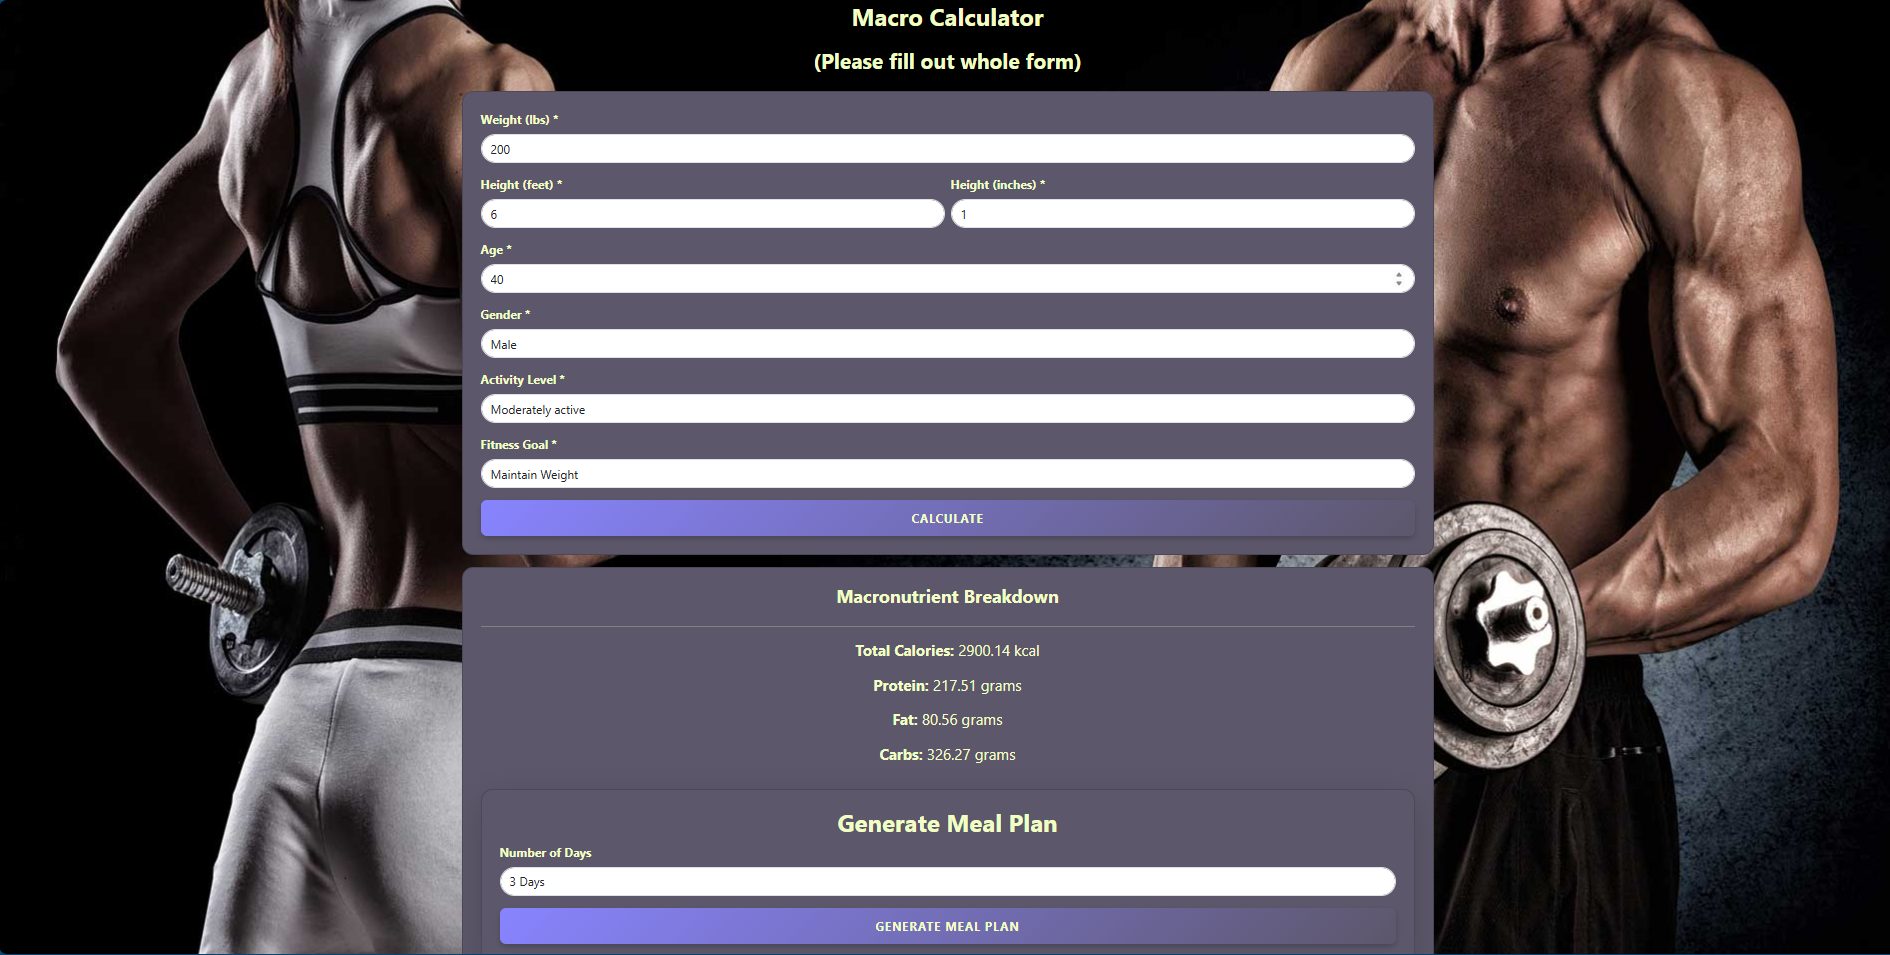 Macro Calculator
(Please fill out whole form)
Weight (lbs) *
200
Height (feet) * Height (inches) *
6 1
Age *
40
Gender *
Male
Activity Level *
Moderately active
Fitness Goal *
Maintain Weight
CALCULATE
Macronutrient Breakdown
Total Calories: 2900.14 kcal
Protein: 217.51 grams
Fat: 80.56 grams
Carbs: 326.27 grams
Generate Meal Plan
Number of Days
3 Days
GENERATE MEAL PLAN